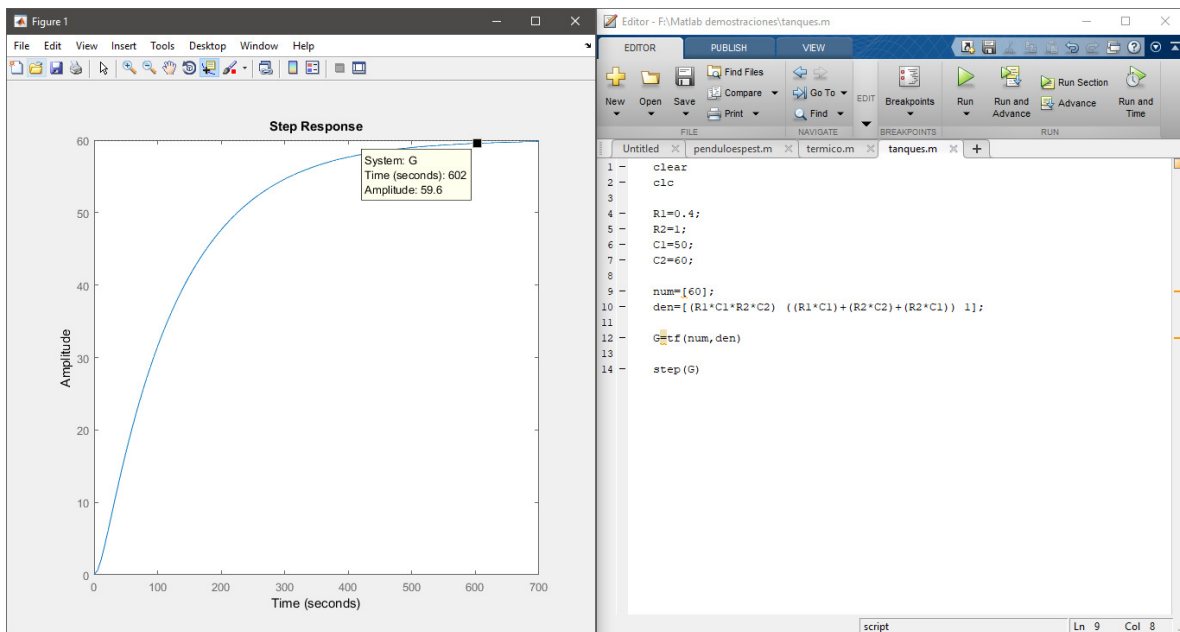 Figure 1
File Edit View Insert Tools Desktop Window Help
Step Response
60
50
40
30
20
10
0
Amplitude
System: G
Time (seconds): 602
Amplitude: 59.6
0 100 200 300 400 500 600 700
Time (seconds)
Editor - F:\Matlab demostraciones\tanques.m
EDITOR PUBLISH VIEW
New Open Save
Find Files
Compare
Print
FILE
Go To
Find
NAVIGATE
EDIT
Breakpoints
BREAKPOINTS
Run
Run and Advance
Run Section
Advance
Run and Time
RUN
Untitled penduloespest.m termico.m tanques.m +
1 – clear
2 – clc
3
4 – R1=0.4;
5 – R2=1;
6 – C1=50;
7 – C2=60;
8
9 – num=[60];
10 – den=[(R1*C1*R2*C2) ((R1*C1)+(R2*C2)+(R2*C1)) 1];
11
12 – G=tf(num,den)
13
14 – step(G)
script Ln 9 Col 8